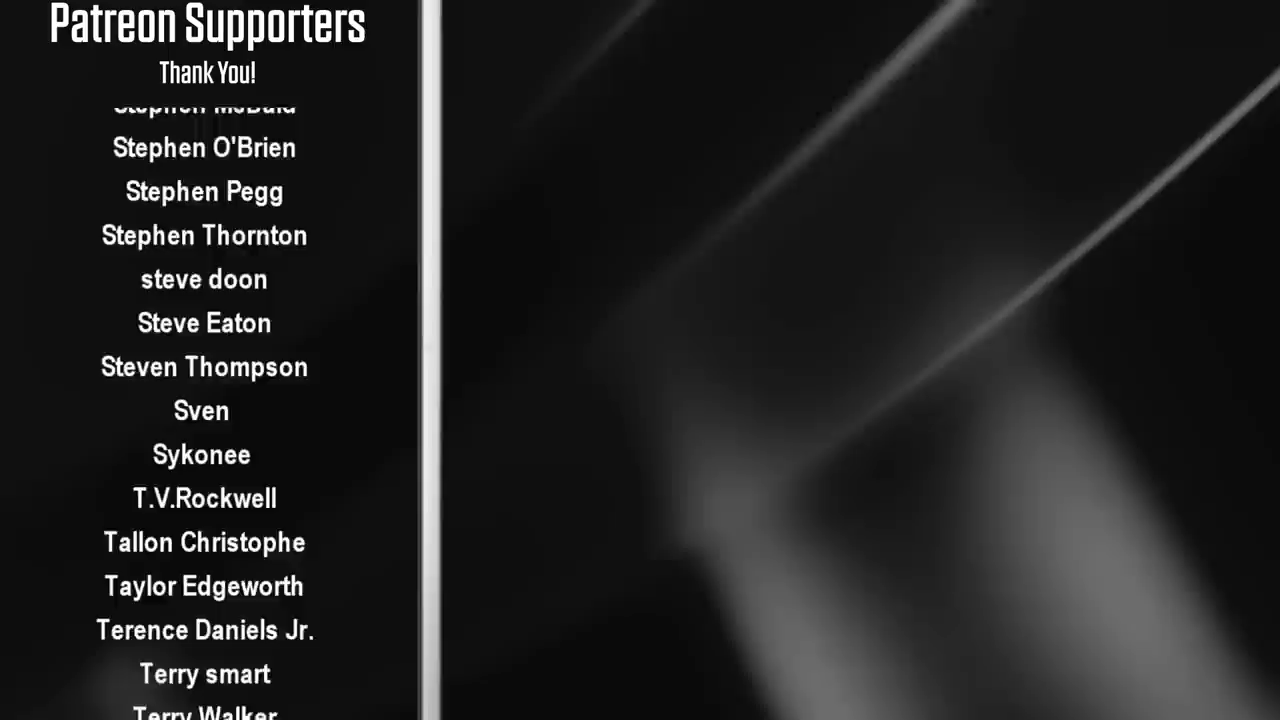 Patreon Supporters
Thank You!
Stephen
Stephen O'Brien
Stephen Pegg
Stephen Thornton
steve doon
Steve Eaton
Steven Thompson
Sven
Sykonee
T.V.Rockwell
Tallon Christophe
Taylor Edgeworth
Terence Daniels Jr.
Terry smart
Terry Walker